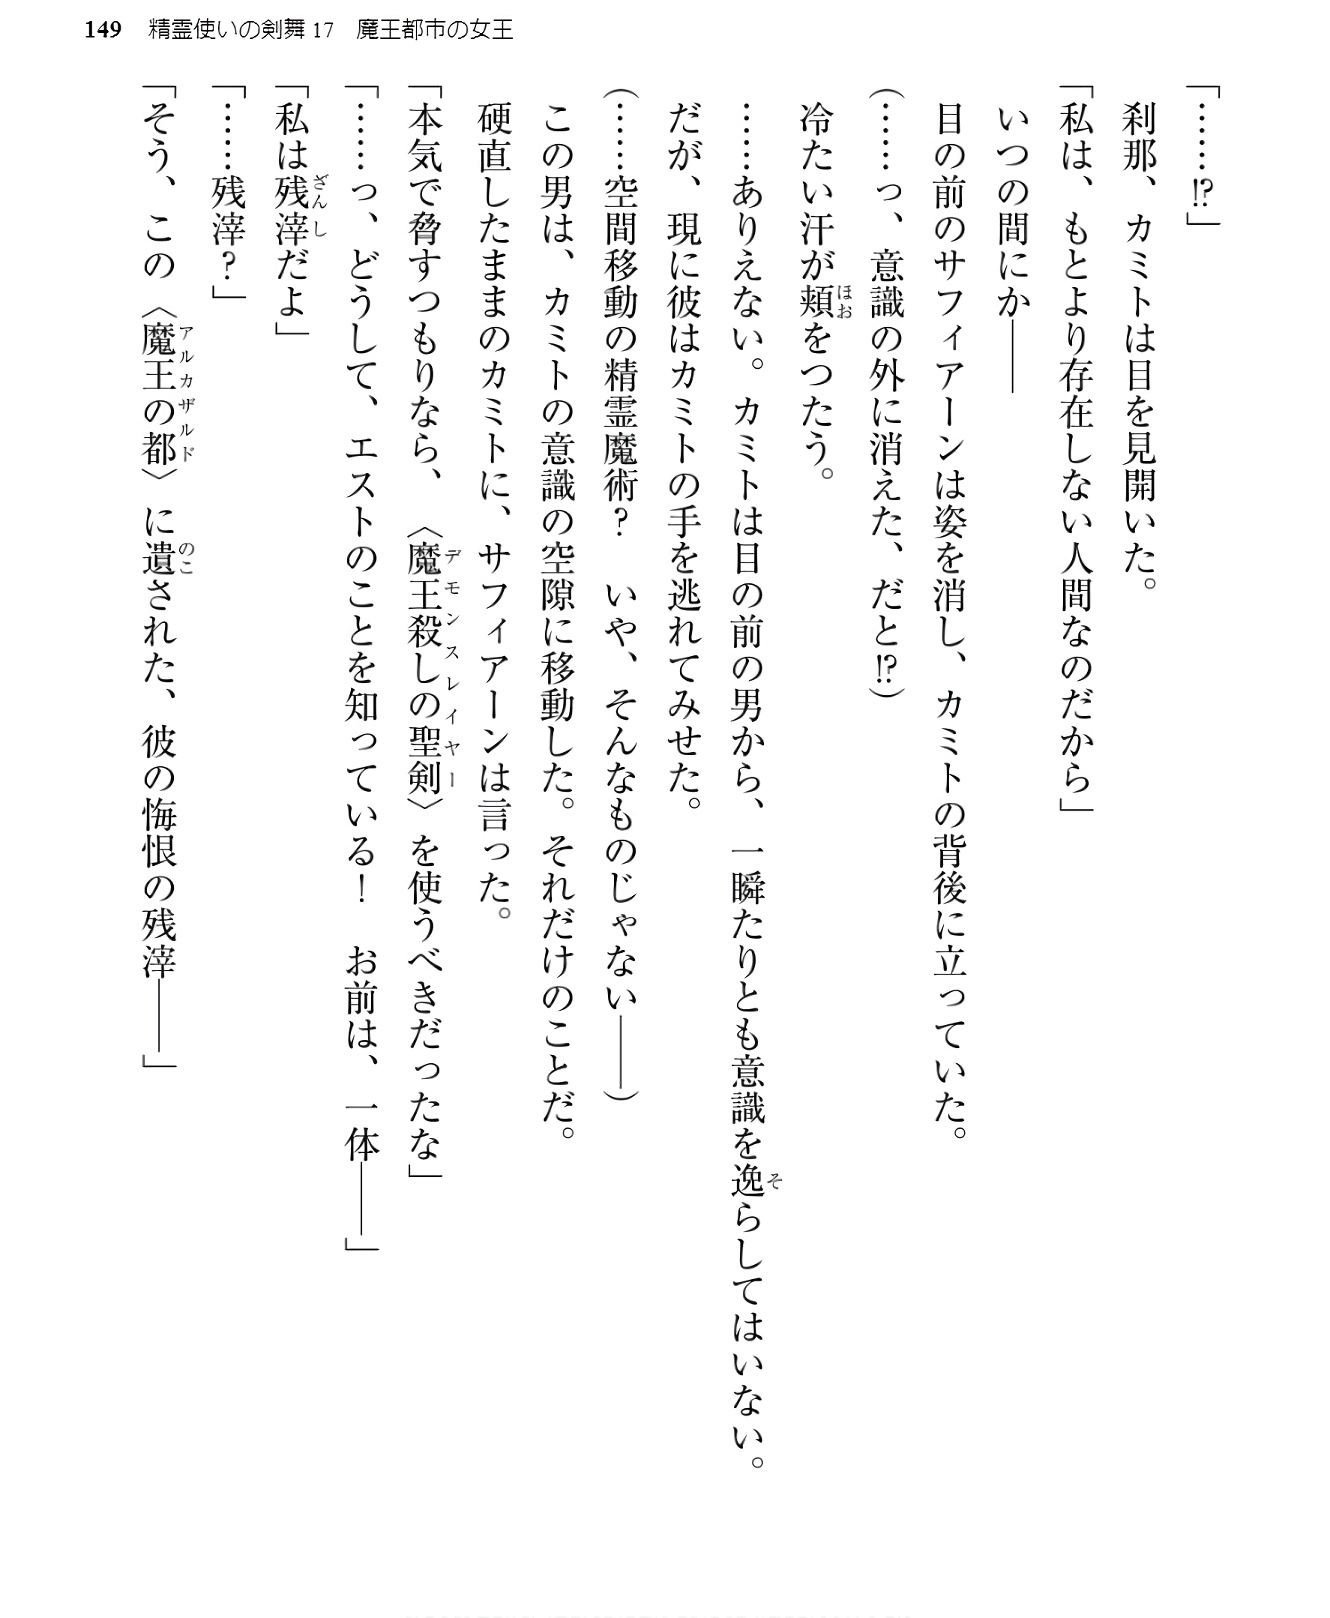 149 精霊使いの剣舞17 魔王都市の女王
「……!?」
刹那、カミトは目を見開いた。
「私は、もとより存在しない人間なのだから」
いつの間にか――
目の前のサフィアーンは姿を消し、カミトの背後に立っていた。
(……っ、意識の外に消えた、だと!?)
冷たい汗が頬をつたう。
……ありえない。カミトは目の前の男から、一瞬たりとも意識を逸らしてはいない。
だが、現に彼はカミトの手を逃れてみせた。
(……空間移動の精霊魔術? いや、そんなものじゃない――)
この男は、カミトの意識の空隙に移動した。それだけのことだ。
硬直したままのカミトに、サフィアーンは言った。
「本気で脅すつもりなら、〈魔王殺しの聖剣〉を使うべきだったな」
「……っ、どうして、エストのことを知っている! お前は、一体――」
「私は残滓だよ」
「……残滓?」
「そう、この〈魔王の都〉に遺された、彼の悔恨の残滓――」
ほお
そ
デモンスレイヤー
ざんし
アルカザルド
のこ